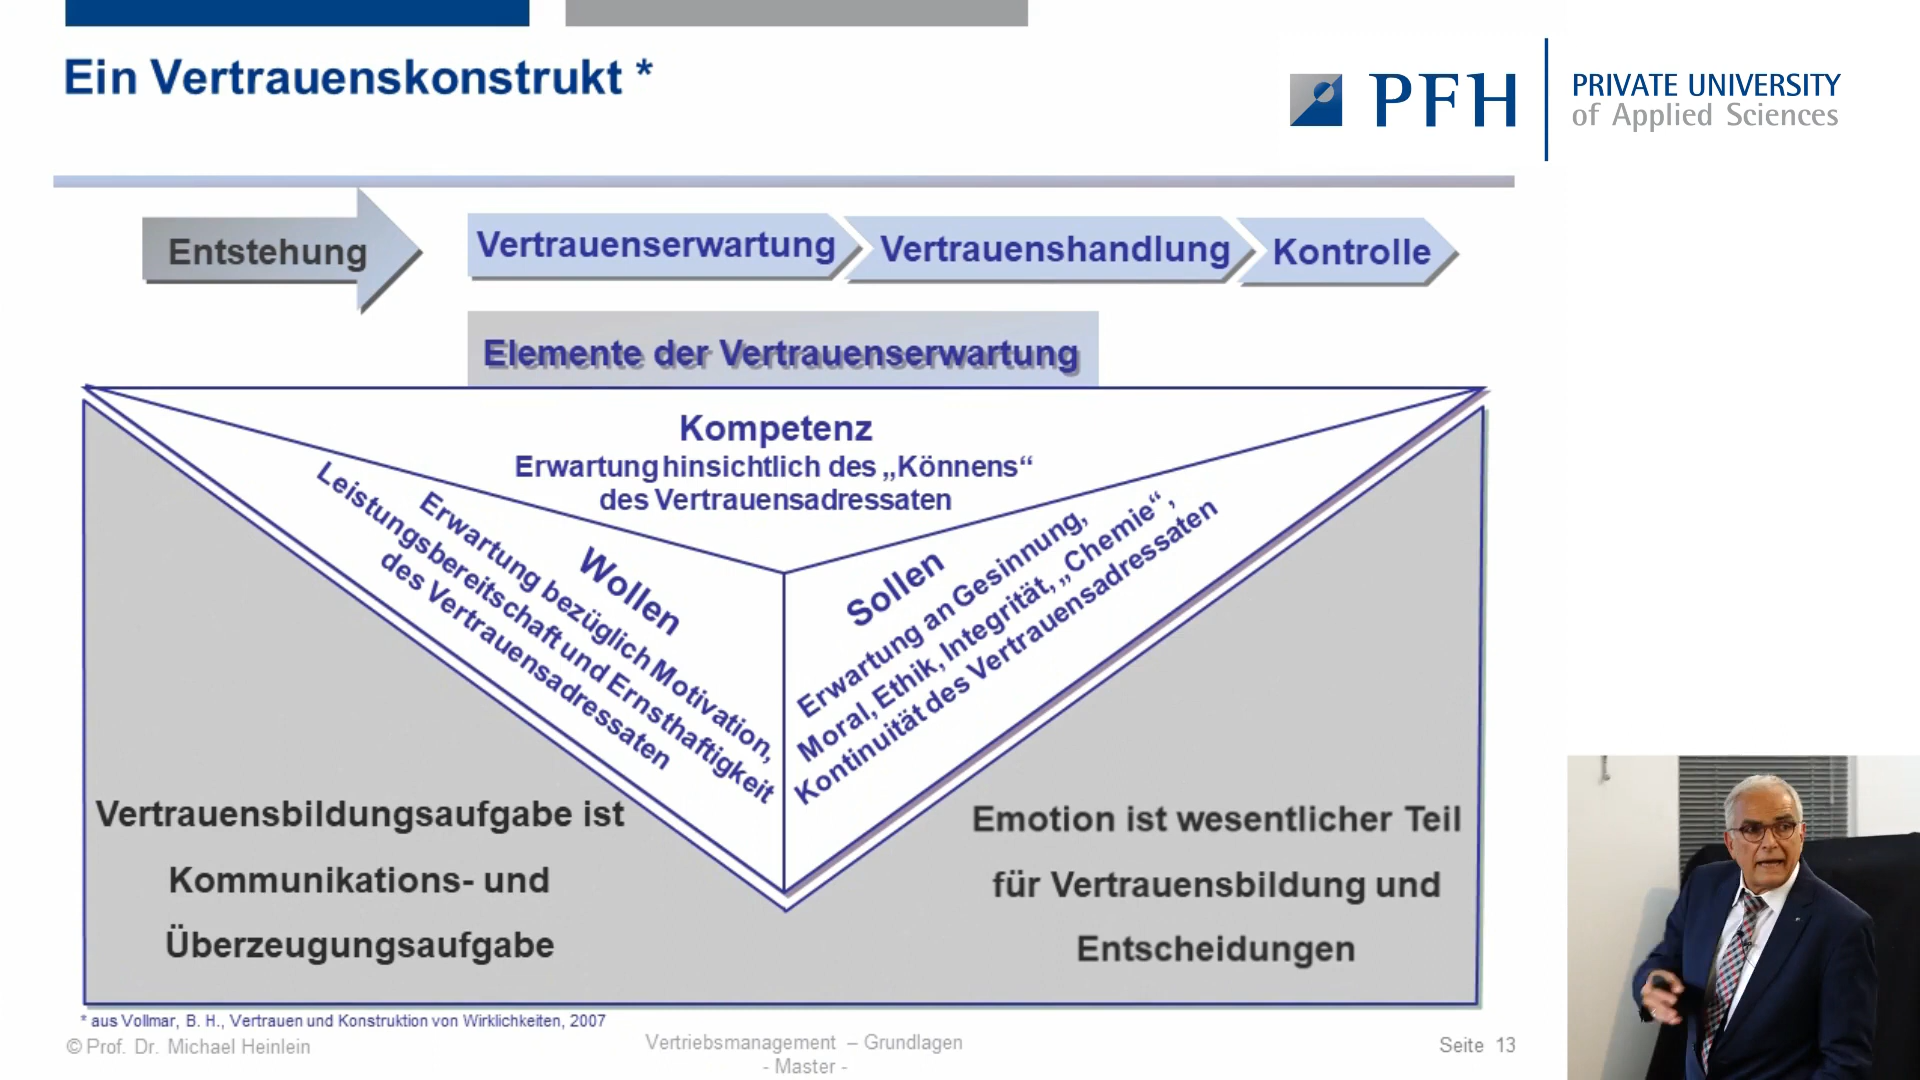 Ein Vertrauenskonstrukt *
PFH
PRIVATE UNIVERSITY
of Applied Sciences
Entstehung
Vertrauenserwartung
Vertrauenshandlung
Kontrolle
Elemente der Vertrauenserwartung
Kompetenz
Erwartung hinsichtlich des „Könnens“
des Vertrauensadressaten
Wollen
Erwartung bezüglich Motivation,
Leistungsbereitschaft und Ernsthaftigkeit
des Vertrauensadressaten
Sollen
Erwartung an Gesinnung,
Moral, Ethik, Integrität, „Chemie“,
Kontinuität des Vertrauensadressaten
Vertrauensbildungsaufgabe ist
Kommunikations- und
Überzeugungsaufgabe
Emotion ist wesentlicher Teil
für Vertrauensbildung und
Entscheidungen
* aus Vollmar, B. H., Vertrauen und Konstruktion von Wirklichkeiten, 2007
© Prof. Dr. Michael Heinlein
Vertriebsmanagement – Grundlagen
- Master -
Seite 13